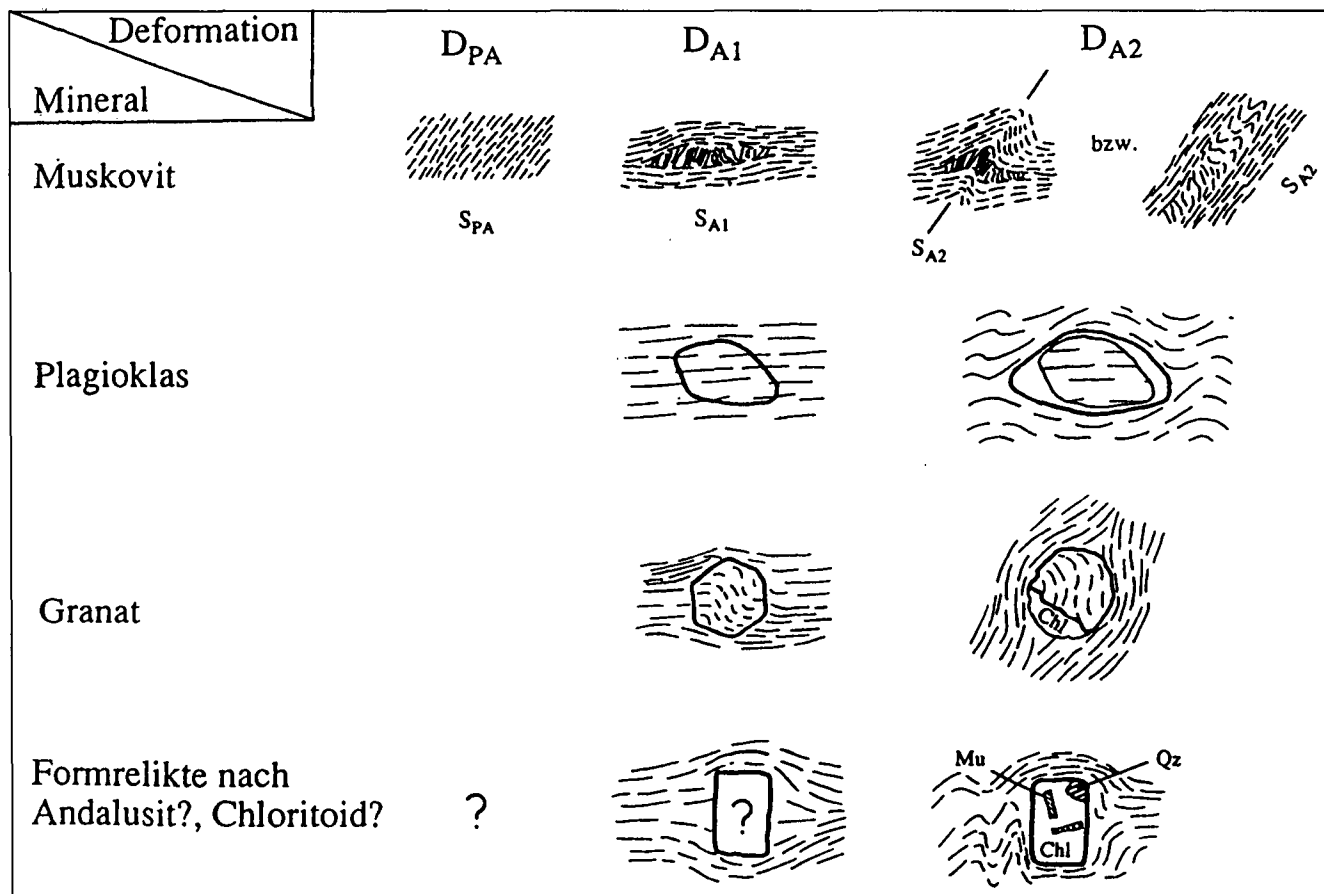 Deformation
Mineral
D_PA D_A1 D_A2
Muskovit
bzw.
S_PA S_A1 S_A2 S_A2
Plagioklas
Granat
Chl
Formrelikte nach
Andalusit?, Chloritoid?
? ?
Mu Qz
Chl